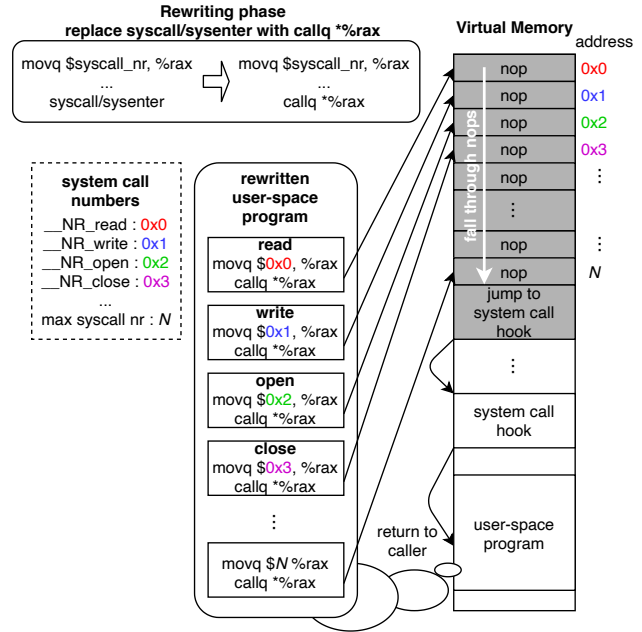 Rewriting phase
replace syscall/sysenter with callq *%rax
movq $syscall_nr, %rax
...
syscall/sysenter
movq $syscall_nr, %rax
...
callq *%rax
system call
numbers
__NR_read : 0x0
__NR_write : 0x1
__NR_open : 0x2
__NR_close : 0x3
...
max syscall nr : N
rewritten
user-space
program
read
movq $0x0, %rax
callq *%rax
write
movq $0x1, %rax
callq *%rax
open
movq $0x2, %rax
callq *%rax
close
movq $0x3, %rax
callq *%rax
⋮
movq $N %rax
callq *%rax
Virtual Memory
address
nop
0x0
nop
0x1
nop
0x2
nop
0x3
nop
⋮
⋮
nop
⋮
nop
N
fall through nops
jump to
system call
hook
⋮
system call
hook
return to
caller
user-space
program